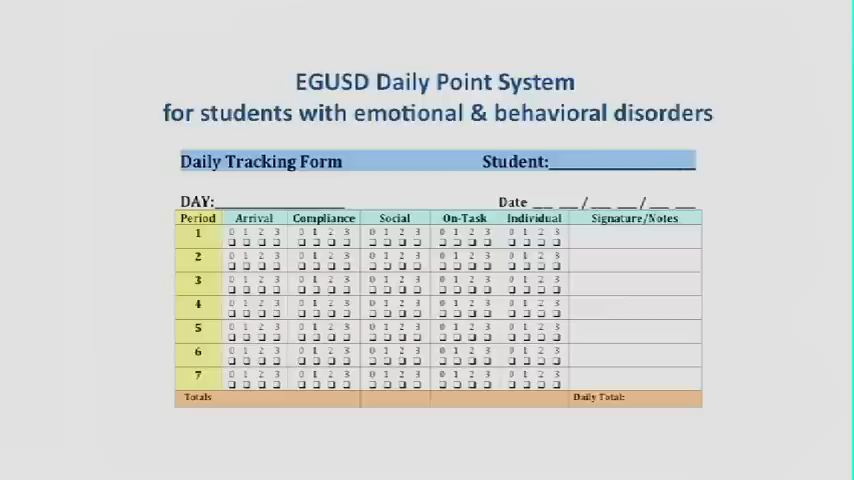 EGUSD Daily Point System
for students with emotional & behavioral disorders
Daily Tracking Form Student:______________
DAY:______________ Date __ __ / __ __ / __ __
Period Arrival Compliance Social On-Task Individual Signature/Notes
1 0 1 2 3 0 1 2 3 0 1 2 3 0 1 2 3 0 1 2 3
❑ ❑ ❑ ❑ ❑ ❑ ❑ ❑ ❑ ❑ ❑ ❑ ❑ ❑ ❑ ❑ ❑ ❑ ❑ ❑
2 0 1 2 3 0 1 2 3 0 1 2 3 0 1 2 3 0 1 2 3
❑ ❑ ❑ ❑ ❑ ❑ ❑ ❑ ❑ ❑ ❑ ❑ ❑ ❑ ❑ ❑ ❑ ❑ ❑ ❑
3 0 1 2 3 0 1 2 3 0 1 2 3 0 1 2 3 0 1 2 3
❑ ❑ ❑ ❑ ❑ ❑ ❑ ❑ ❑ ❑ ❑ ❑ ❑ ❑ ❑ ❑ ❑ ❑ ❑ ❑
4 0 1 2 3 0 1 2 3 0 1 2 3 0 1 2 3 0 1 2 3
❑ ❑ ❑ ❑ ❑ ❑ ❑ ❑ ❑ ❑ ❑ ❑ ❑ ❑ ❑ ❑ ❑ ❑ ❑ ❑
5 0 1 2 3 0 1 2 3 0 1 2 3 0 1 2 3 0 1 2 3
❑ ❑ ❑ ❑ ❑ ❑ ❑ ❑ ❑ ❑ ❑ ❑ ❑ ❑ ❑ ❑ ❑ ❑ ❑ ❑
6 0 1 2 3 0 1 2 3 0 1 2 3 0 1 2 3 0 1 2 3
❑ ❑ ❑ ❑ ❑ ❑ ❑ ❑ ❑ ❑ ❑ ❑ ❑ ❑ ❑ ❑ ❑ ❑ ❑ ❑
7 0 1 2 3 0 1 2 3 0 1 2 3 0 1 2 3 0 1 2 3
❑ ❑ ❑ ❑ ❑ ❑ ❑ ❑ ❑ ❑ ❑ ❑ ❑ ❑ ❑ ❑ ❑ ❑ ❑ ❑
Totals Daily Total: